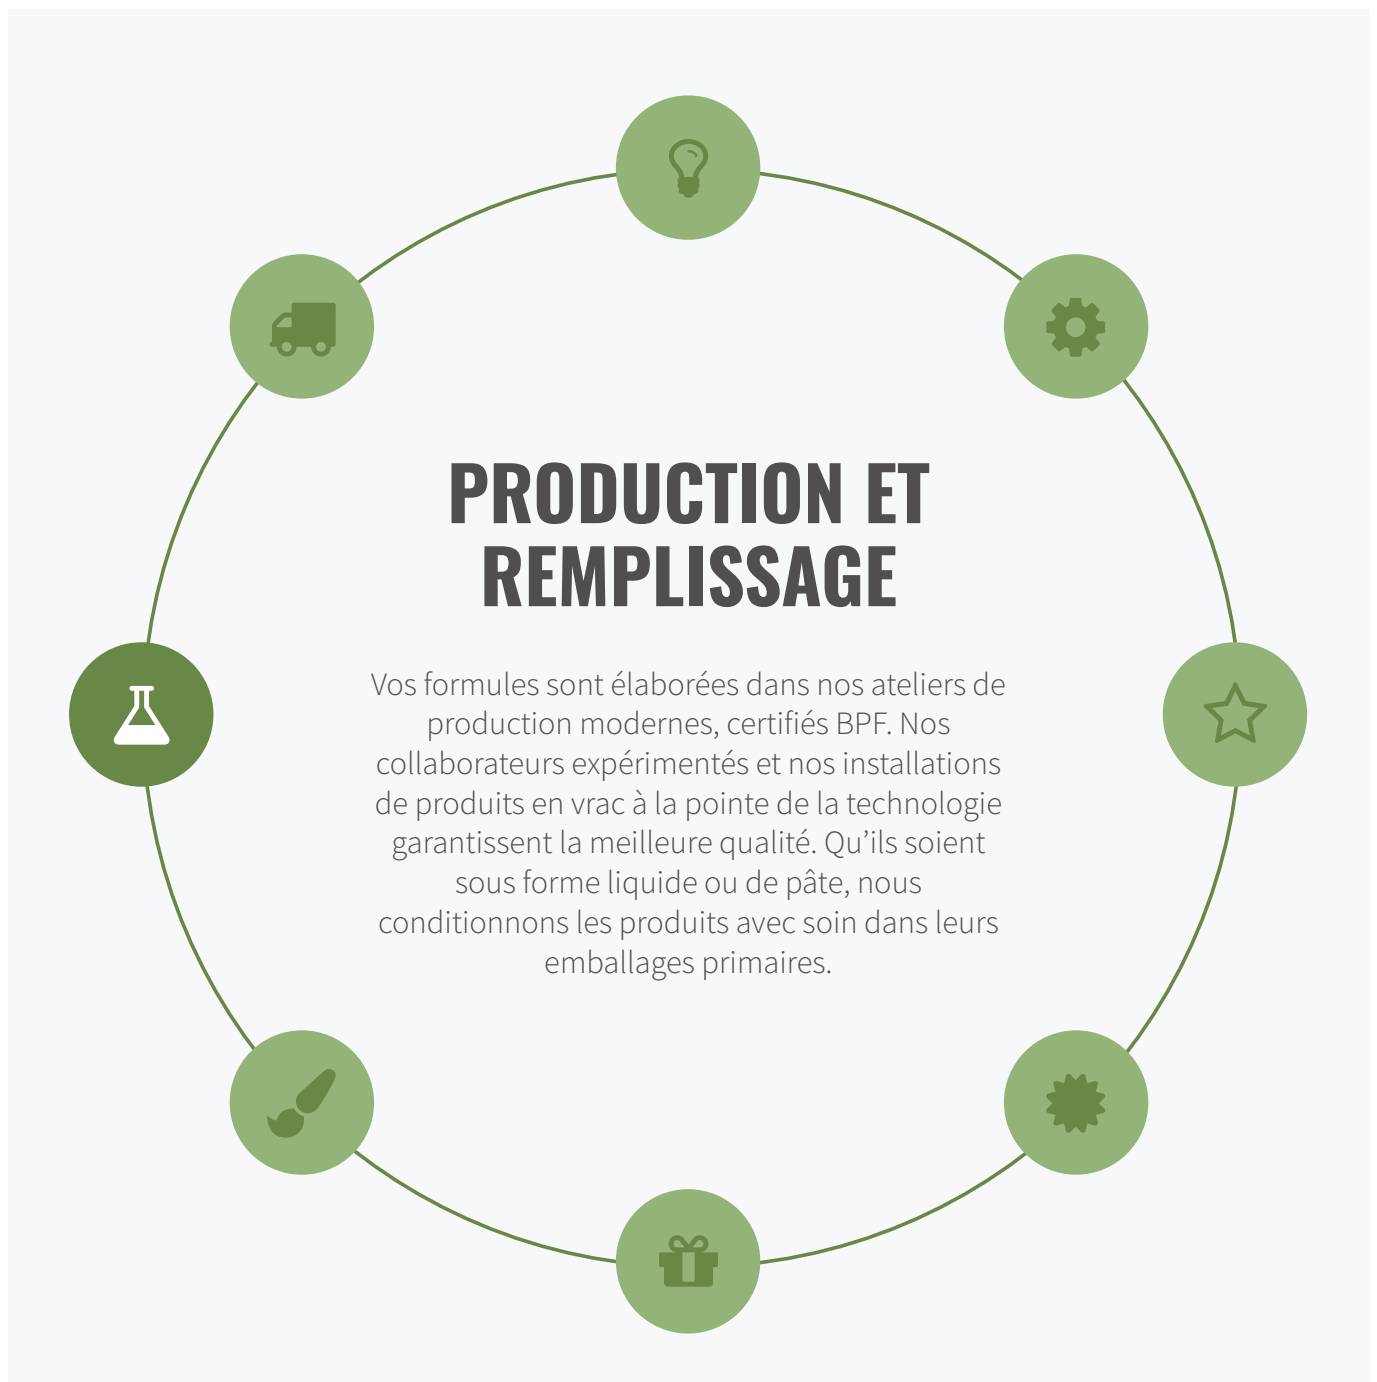 PRODUCTION ET
REMPLISSAGE
Vos formules sont élaborées dans nos ateliers de
production modernes, certifiés BPF. Nos
collaborateurs expérimentés et nos installations
de produits en vrac à la pointe de la technologie
garantissent la meilleure qualité. Qu’ils soient
sous forme liquide ou de pâte, nous
conditionnons les produits avec soin dans leurs
emballages primaires.